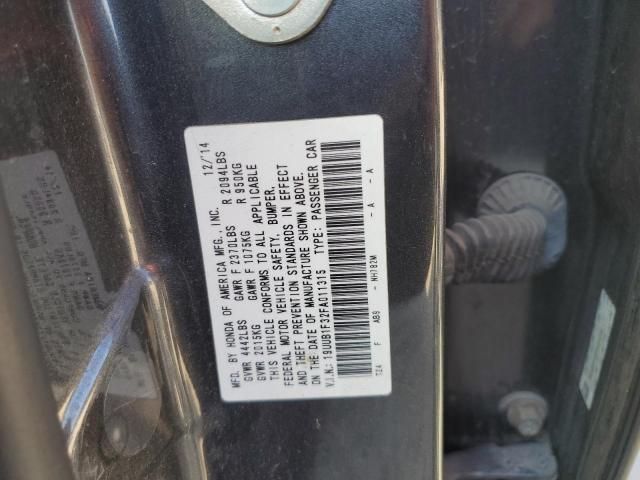 MFD. BY HONDA OF AMERICA MFG., INC. 12/14
GVWR 4442LBS GAWR F 2370LBS R 2094LBS
GVWR 2015KG GAWR F 1075KG R 950KG
THIS VEHICLE CONFORMS TO ALL APPLICABLE
FEDERAL MOTOR VEHICLE SAFETY, BUMPER,
AND THEFT PREVENTION STANDARDS IN EFFECT
ON THE DATE OF MANUFACTURE SHOWN ABOVE.
V.I.N.: 19UUB1F32FA011315 TYPE: PASSENGER CAR
TZ4 F AB9 - NH782M - A - A